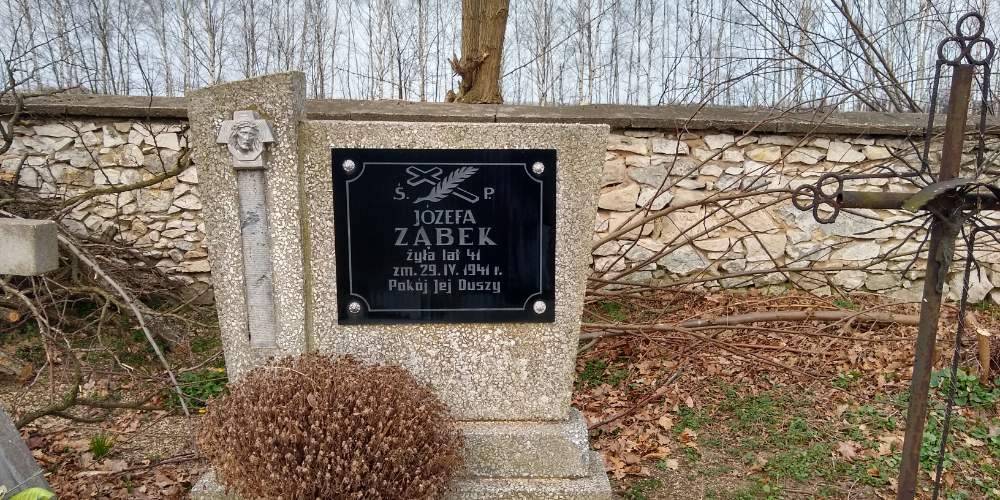 Ś. P.
JÓZEFA
ZĄBEK
żyła lat 41
zm. 29. IV. 1941 r.
Pokój Jej Duszy